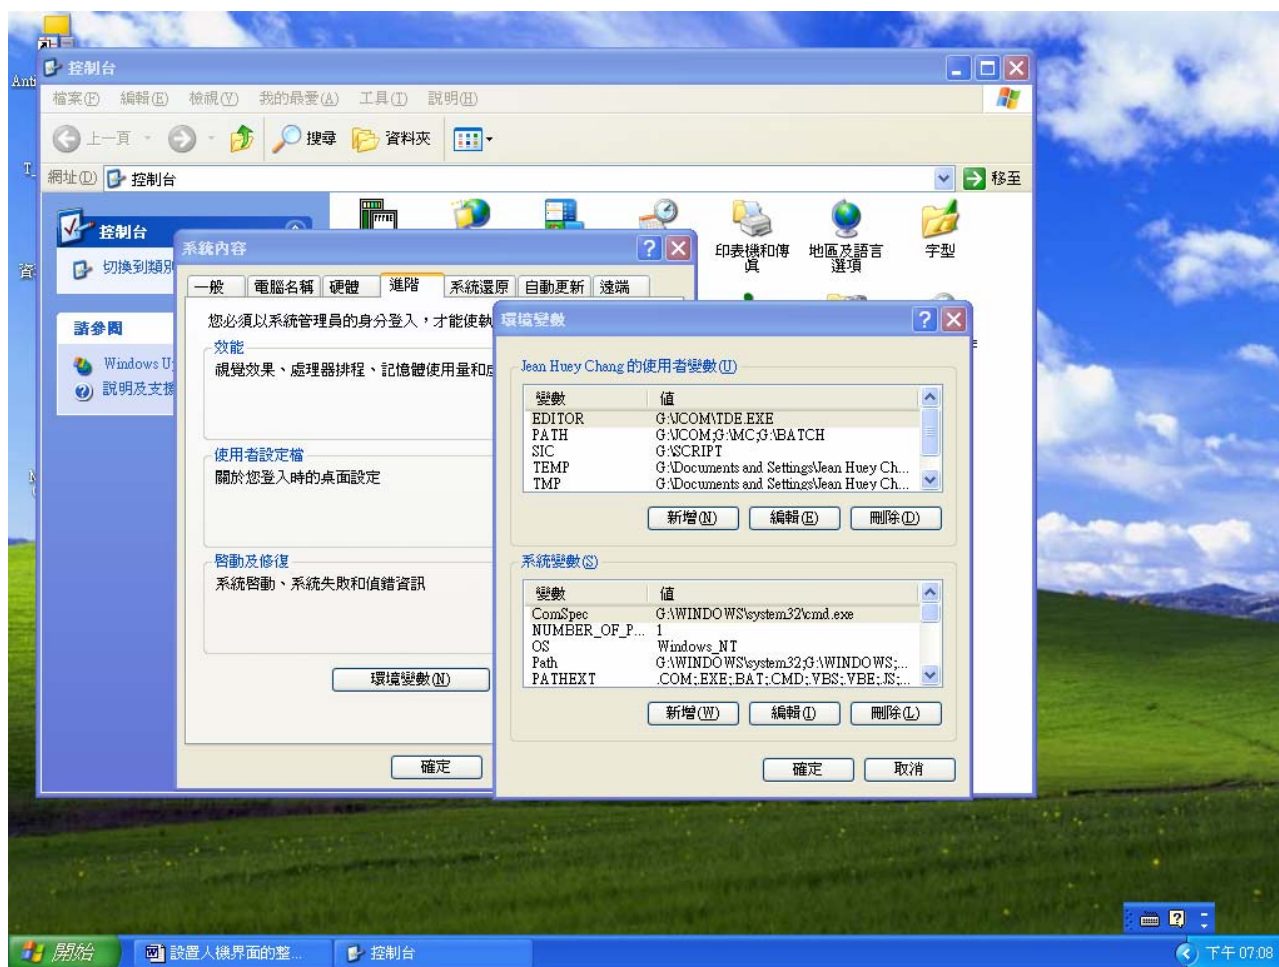 Anti
控制台
檔案(F) 編輯(E) 檢視(V) 我的最愛(A) 工具(T) 說明(H)
上一頁 搜尋 資料夾
網址(D) 控制台 移至
控制台
切換到類別
請參閱
Windows U
說明及支援
印表機和傳真
地區及語言選項
字型
系統內容
一般 電腦名稱 硬體 進階 系統還原 自動更新 遠端
您必須以系統管理員的身分登入,才能使執
效能
視覺效果、處理器排程、記憶體使用量和虛
使用者設定檔
關於您登入時的桌面設定
啓動及修復
系統啓動、系統失敗和偵錯資訊
環境變數(N)
確定
環境變數
Jean Huey Chang 的使用者變數(U)
變數 值
EDITOR G:\JCOM\TDE.EXE
PATH G:\JCOM;G:\MC;G:\BATCH
SIC G:\SCRIPT
TEMP G:\Documents and Settings\Jean Huey Ch...
TMP G:\Documents and Settings\Jean Huey Ch...
新增(N) 編輯(E) 刪除(D)
系統變數(S)
變數 值
ComSpec G:\WINDOWS\system32\cmd.exe
NUMBER_OF_P... 1
OS Windows_NT
Path G:\WINDOWS\system32;G:\WINDOWS;...
PATHEXT .COM;.EXE;.BAT;.CMD;.VBS;.VBE;.JS;...
新增(W) 編輯(I) 刪除(L)
確定 取消
開始 設置人機界面的整... 控制台 下午 07:08